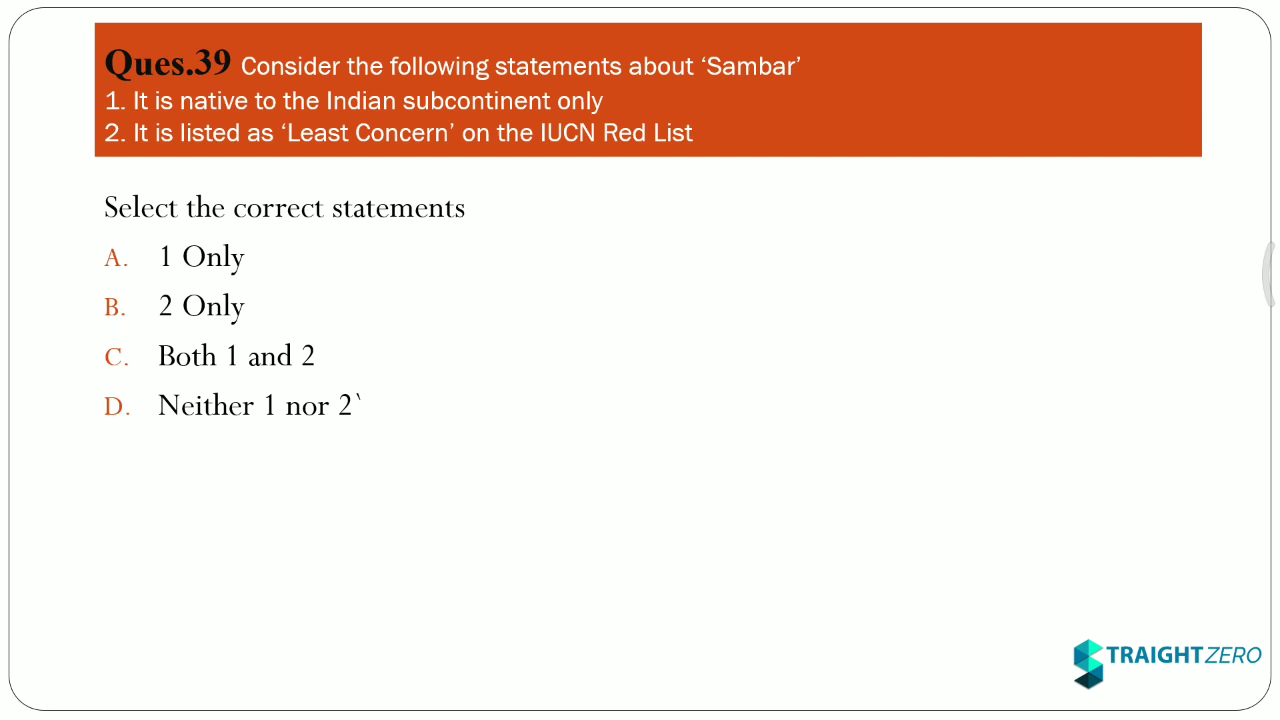 Ques.39 Consider the following statements about ‘Sambar’
1. It is native to the Indian subcontinent only
2. It is listed as ‘Least Concern’ on the IUCN Red List
Select the correct statements
A. 1 Only
B. 2 Only
C. Both 1 and 2
D. Neither 1 nor 2`
TRAIGHTZERO